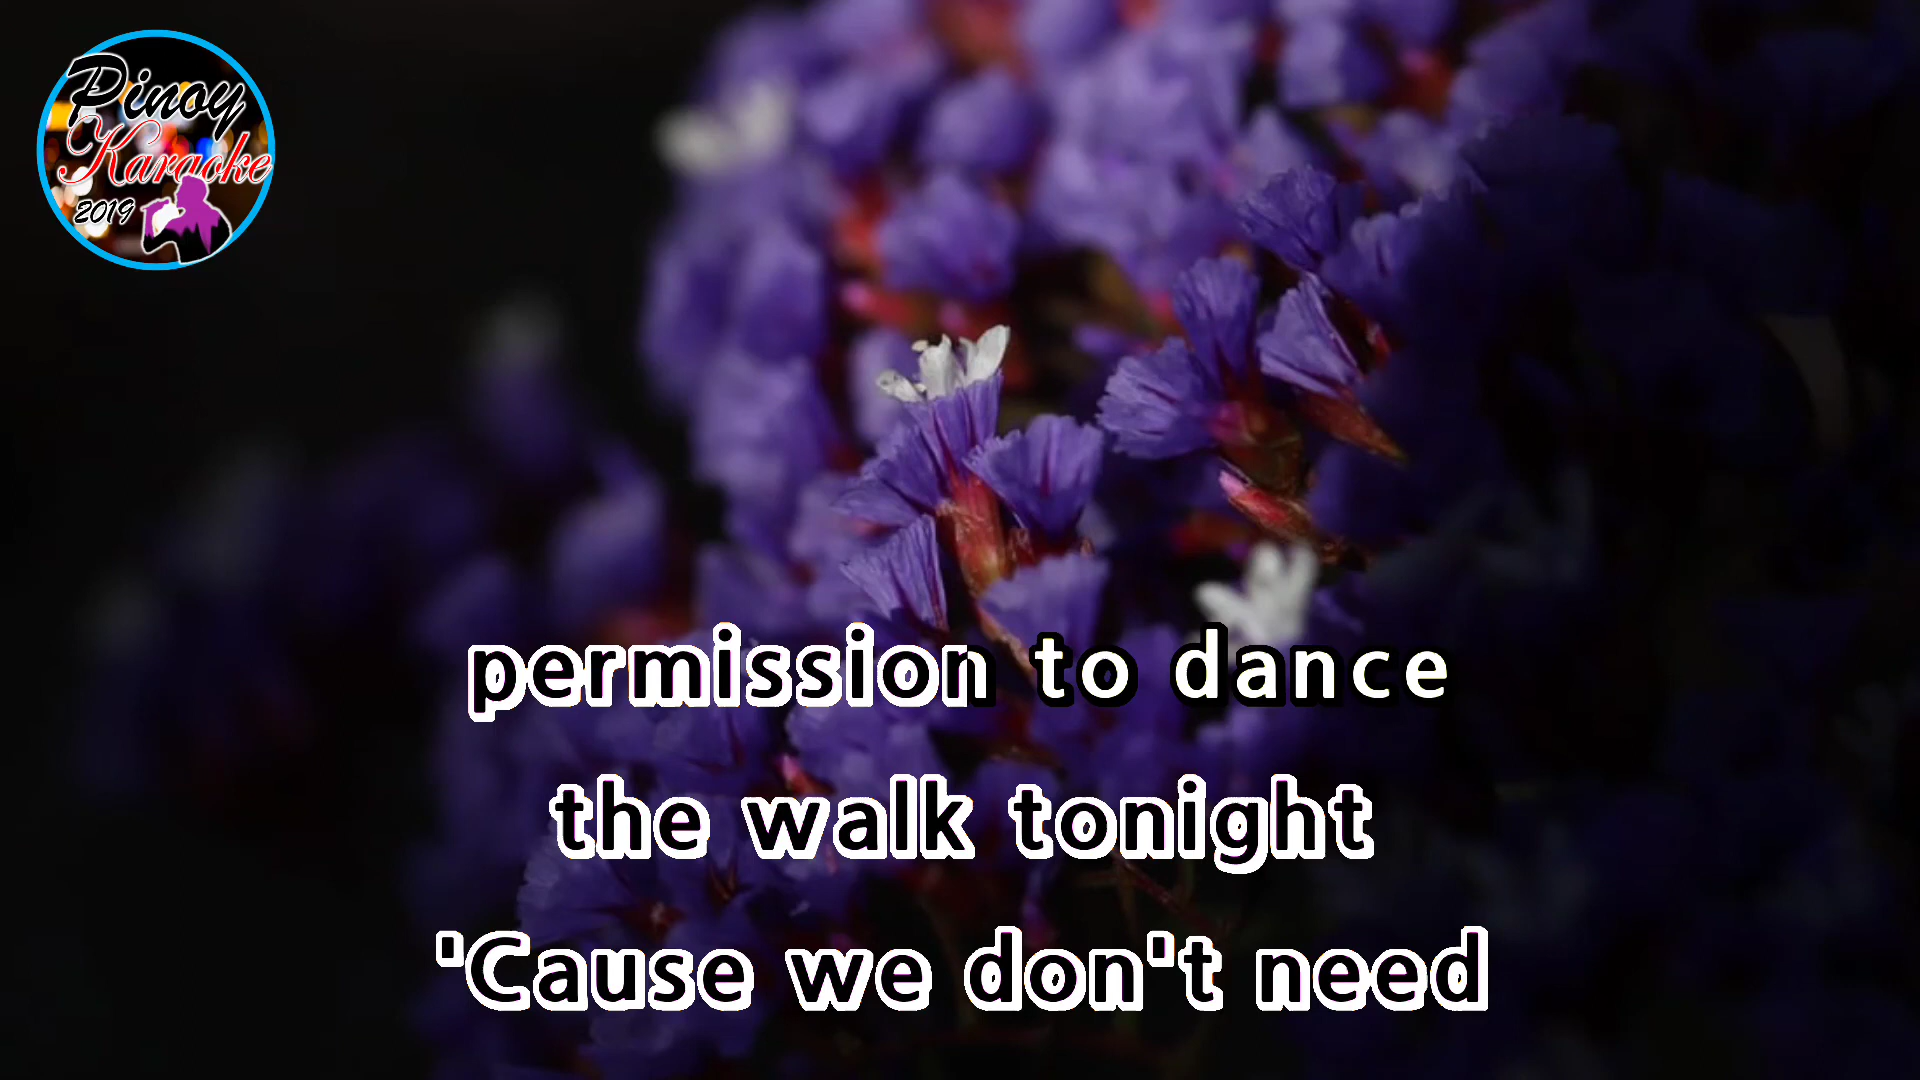 Pinoy
Karaoke
2019
permission to dance
the walk tonight
'Cause we don't need